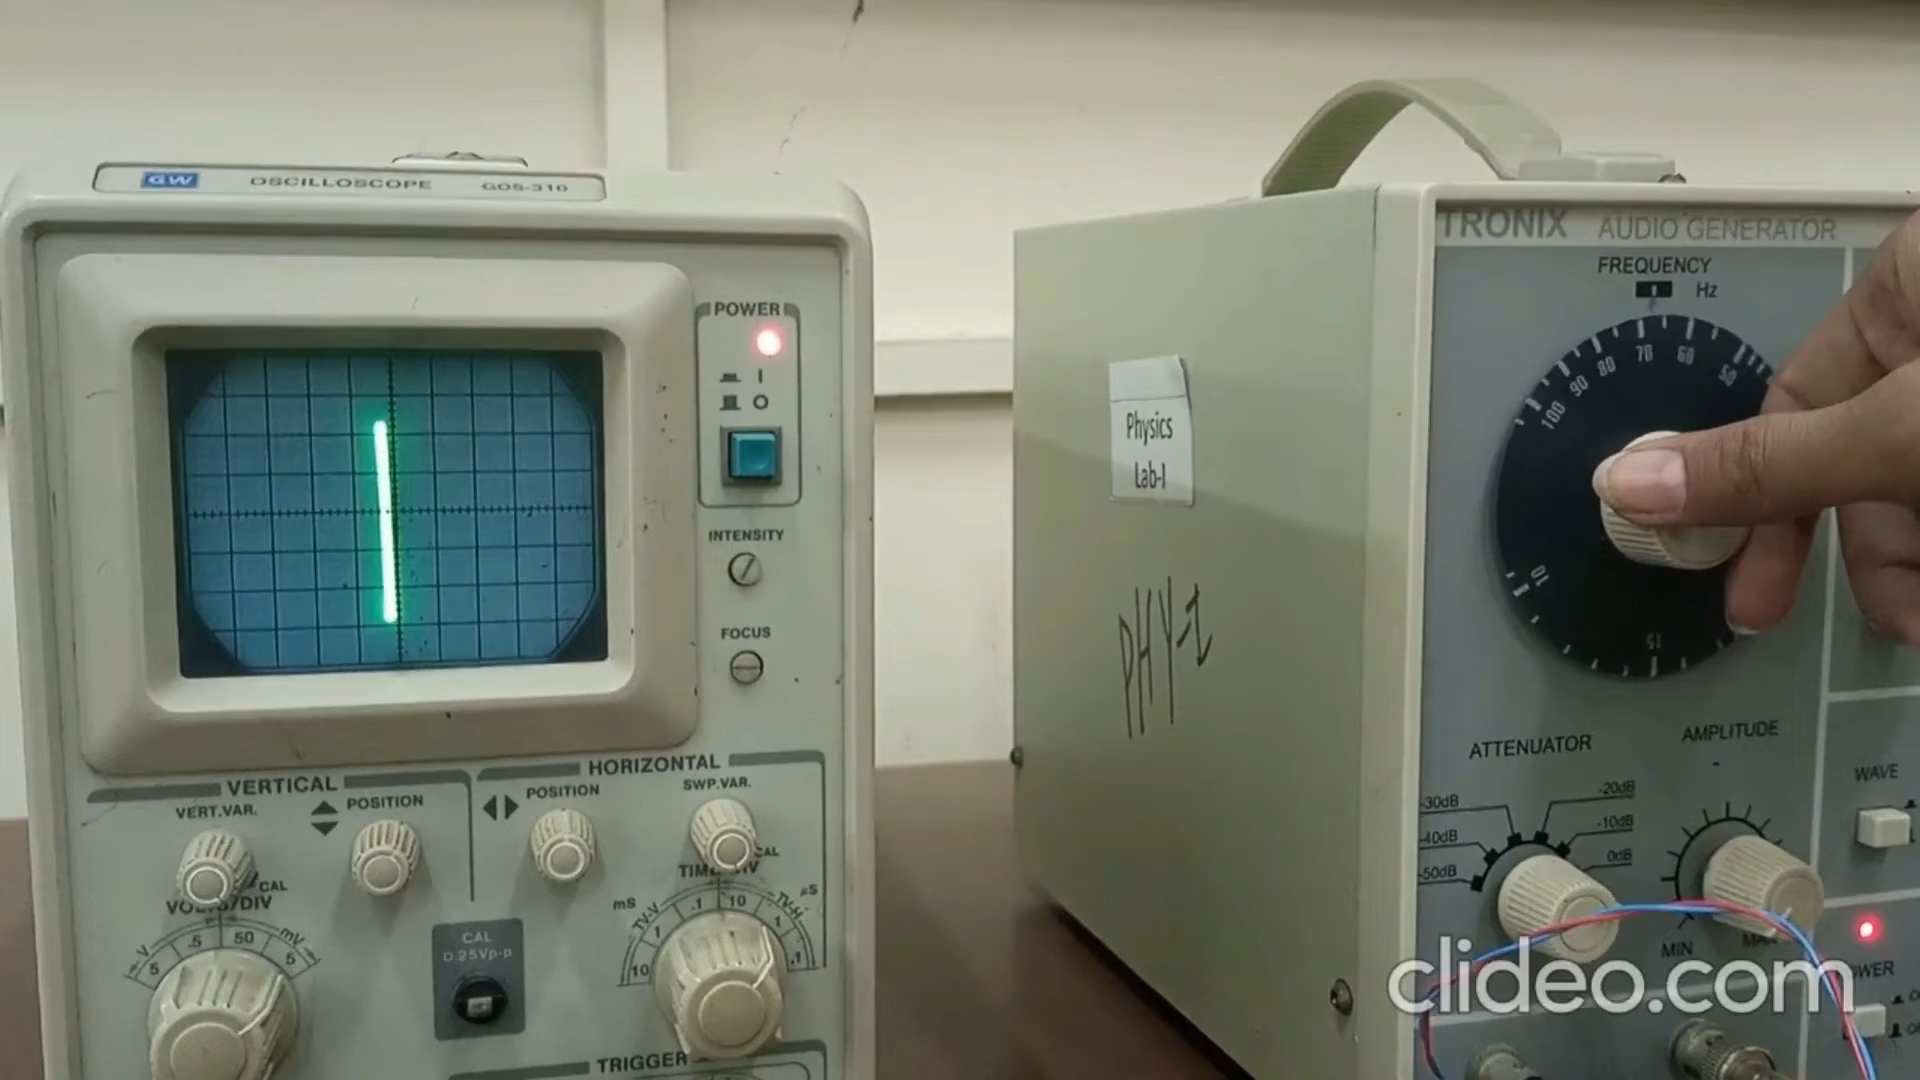 GW OSCILLOSCOPE GOS-310
POWER
I
O
INTENSITY
FOCUS
VERTICAL
VERT.VAR.
POSITION
CAL
VOLTS/DIV
V .5 50 mV
5 5
CAL
0.25Vp-p
HORIZONTAL
POSITION
SWP.VAR.
CAL
TIME/DIV
mS TV-V .1 10 TV-H µS
1 1
10 .1
TRIGGER
Physics
Lab-I
PHY-I
TRONIX AUDIO GENERATOR
FREQUENCY
Hz
100 90 80 70 60 50
10
15
ATTENUATOR
-30dB
-20dB
-40dB
-10dB
-50dB
0dB
AMPLITUDE
MIN
MAX
WAVE
POWER
clideo.com